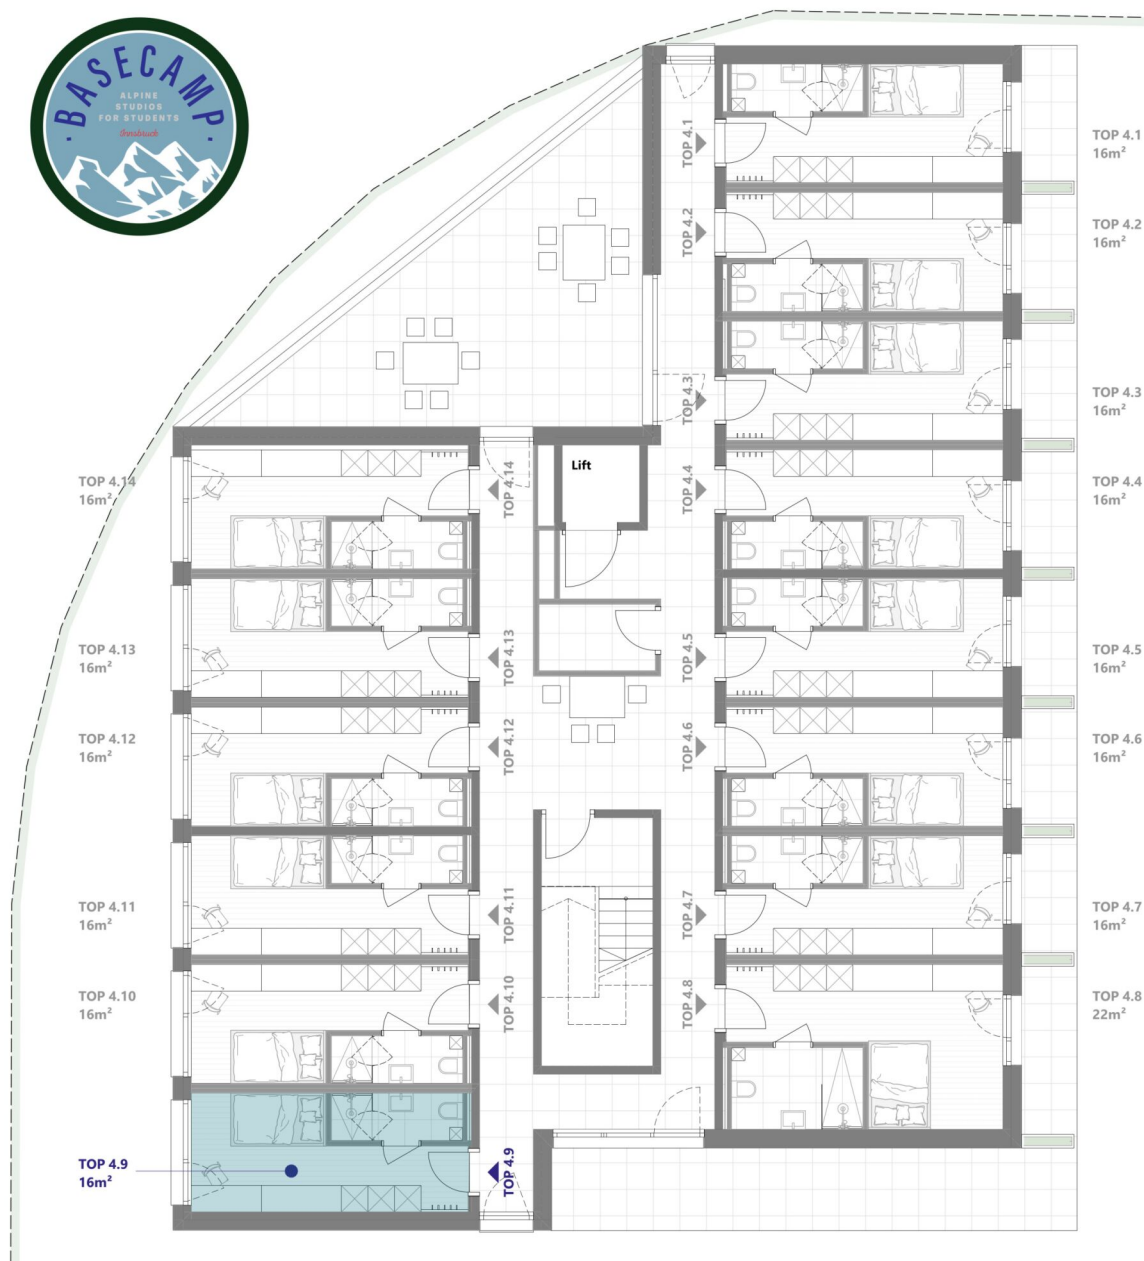 BASECAMP
ALPINE
STUDIOS
FOR STUDENTS
Innsbruck
TOP 4.1
TOP 4.1
16m²
TOP 4.2
TOP 4.2
16m²
TOP 4.3
TOP 4.3
16m²
Lift
TOP 4.14
16m²
TOP 4.14
TOP 4.4
TOP 4.4
16m²
TOP 4.13
16m²
TOP 4.13
TOP 4.5
TOP 4.5
16m²
TOP 4.12
16m²
TOP 4.12
TOP 4.6
TOP 4.6
16m²
TOP 4.11
16m²
TOP 4.11
TOP 4.7
TOP 4.7
16m²
TOP 4.10
16m²
TOP 4.10
TOP 4.8
TOP 4.8
22m²
TOP 4.9
16m²
TOP 4.9